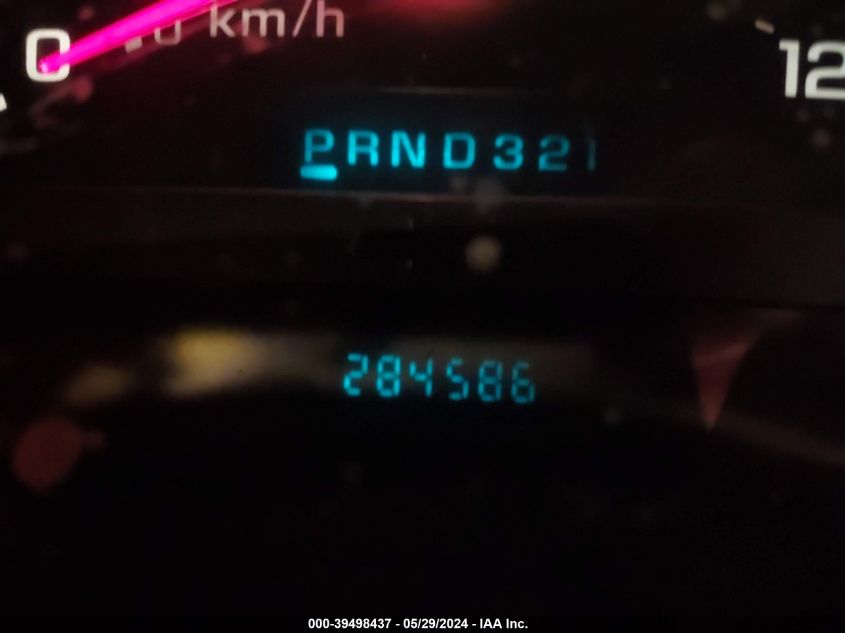 km/h
0
12
PRND321
284586
000-39498437 - 05/29/2024 - IAA Inc.